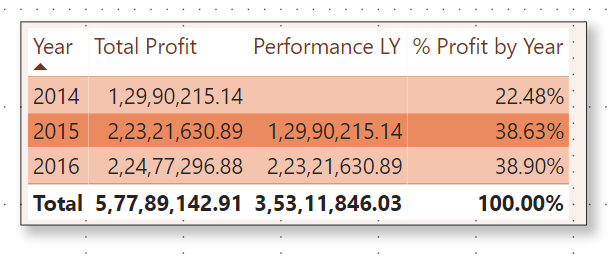 Year Total Profit Performance LY % Profit by Year
2014 1,29,90,215.14 22.48%
2015 2,23,21,630.89 1,29,90,215.14 38.63%
2016 2,24,77,296.88 2,23,21,630.89 38.90%
Total 5,77,89,142.91 3,53,11,846.03 100.00%